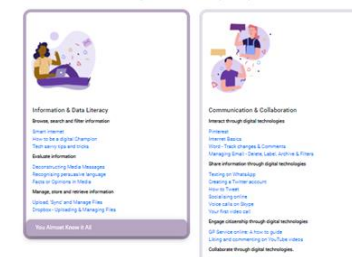 Information & Data Literacy
Browse, search and filter information
Smart Internet
How to be a digital Champion
Tech savvy tips and tricks
Evaluate information
Deconstructing Media Messages
Recognising persuasive language
Facts or Opinions in Media
Manage, store and retrieve information
Upload, 'Sync' and Manage Files
Dropbox - Uploading & Managing Files
You Almost Know it All
Communication & Collaboration
Interact through digital technologies
Pinterest
Internet Basics
Word - Track changes & Comments
Managing Email - Delete, Label, Archive & Filters
Share information through digital technologies
Texting on WhatsApp
Creating a Twitter account
How to Tweet
Socialising online
Voice calls on Skype
Your first video call
Engage citizenship through digital technologies
GP Service online: A how to guide
Liking and commenting on YouTube videos
Collaborate through digital technologies.